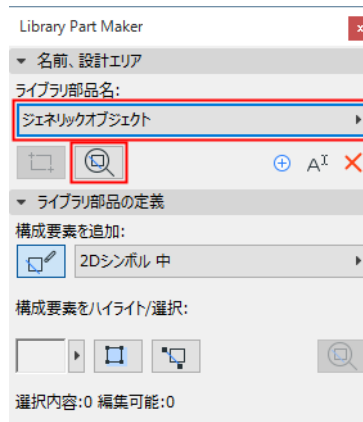 Library Part Maker
名前、設計エリア
ライブラリ部品名:
ジェネリックオブジェクト
ライブラリ部品の定義
構成要素を追加:
2Dシンボル 中
構成要素をハイライト/選択:
選択内容:0 編集可能:0